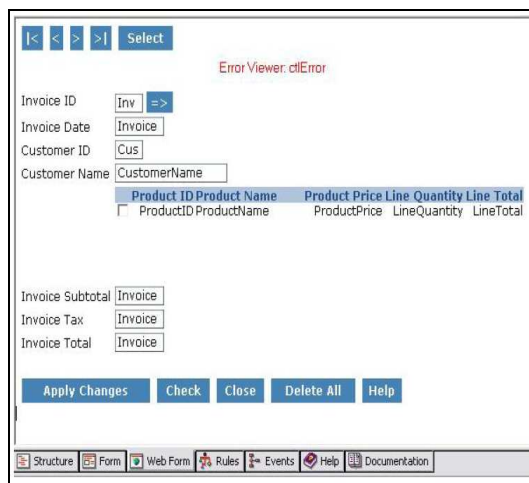 |< < > >| Select
Error Viewer: ctlError
Invoice ID Inv =>
Invoice Date Invoice
Customer ID Cus
Customer Name CustomerName
Product ID Product Name Product Price Line Quantity Line Total
ProductID ProductName ProductPrice LineQuantity LineTotal
Invoice Subtotal Invoice
Invoice Tax Invoice
Invoice Total Invoice
Apply Changes Check Close Delete All Help
Structure Form Web Form Rules Events Help Documentation